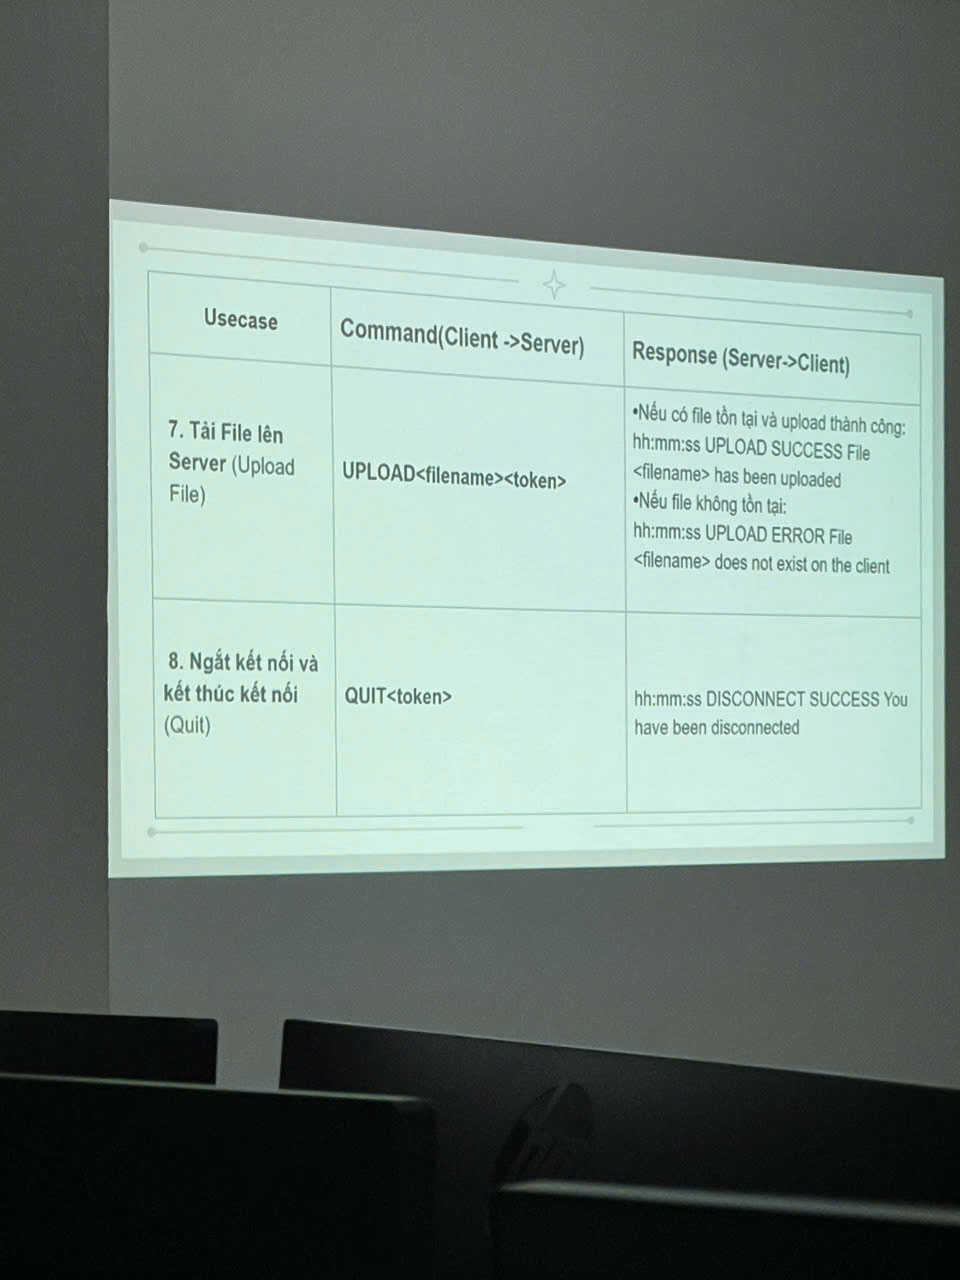 Usecase
Command(Client ->Server)
Response (Server->Client)
7. Tải File lên
Server (Upload
File)
UPLOAD<filename><token>
•Nếu có file tồn tại và upload thành công:
hh:mm:ss UPLOAD SUCCESS File
<filename> has been uploaded
•Nếu file không tồn tại:
hh:mm:ss UPLOAD ERROR File
<filename> does not exist on the client
8. Ngắt kết nối và
kết thúc kết nối
(Quit)
QUIT<token>
hh:mm:ss DISCONNECT SUCCESS You
have been disconnected